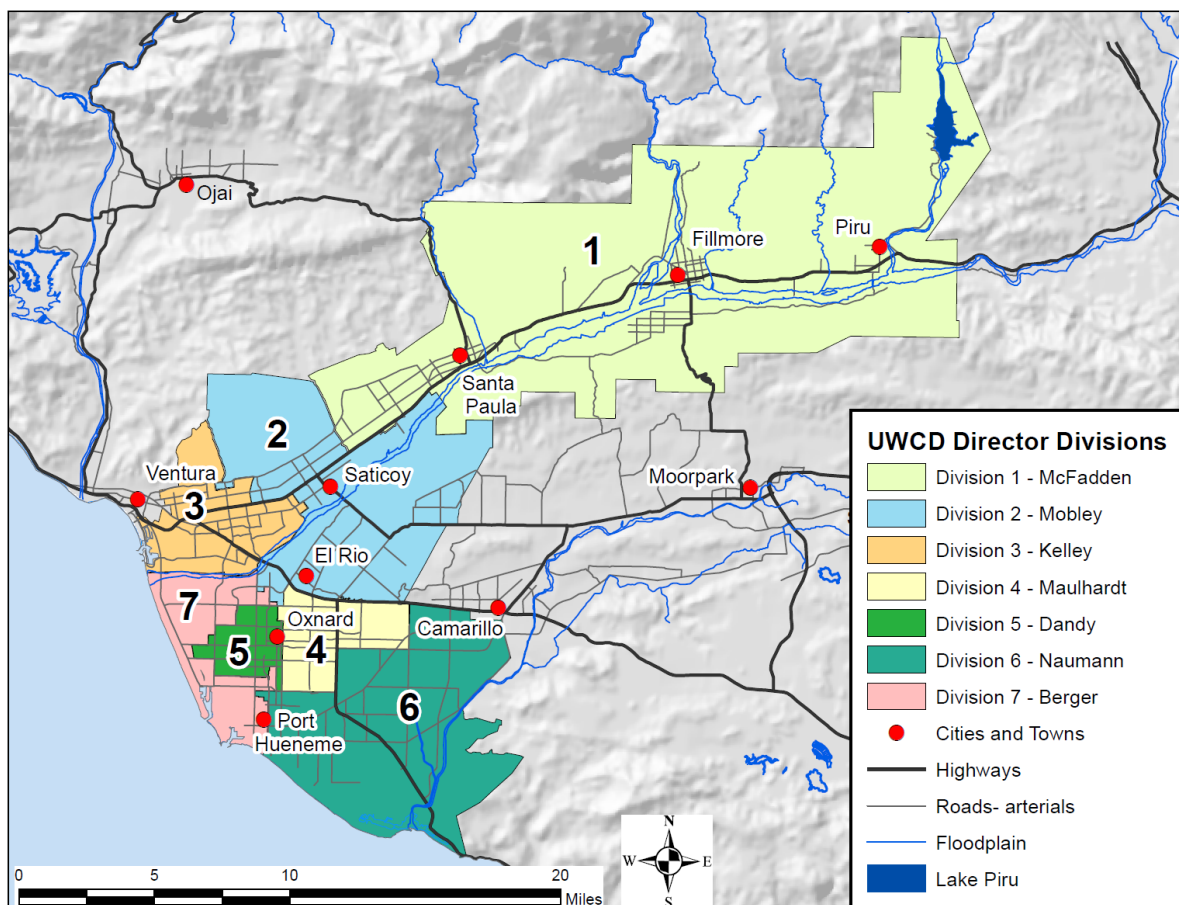 Ojai
1
Fillmore
Piru
Santa
Paula
2
Ventura
Saticoy
3
Moorpark
El Rio
7
Oxnard
Camarillo
5
4
6
Port
Hueneme
UWCD Director Divisions
Division 1 - McFadden
Division 2 - Mobley
Division 3 - Kelley
Division 4 - Maulhardt
Division 5 - Dandy
Division 6 - Naumann
Division 7 - Berger
Cities and Towns
Highways
Roads- arterials
Floodplain
Lake Piru
N
W E
S
0 5 10 20
Miles